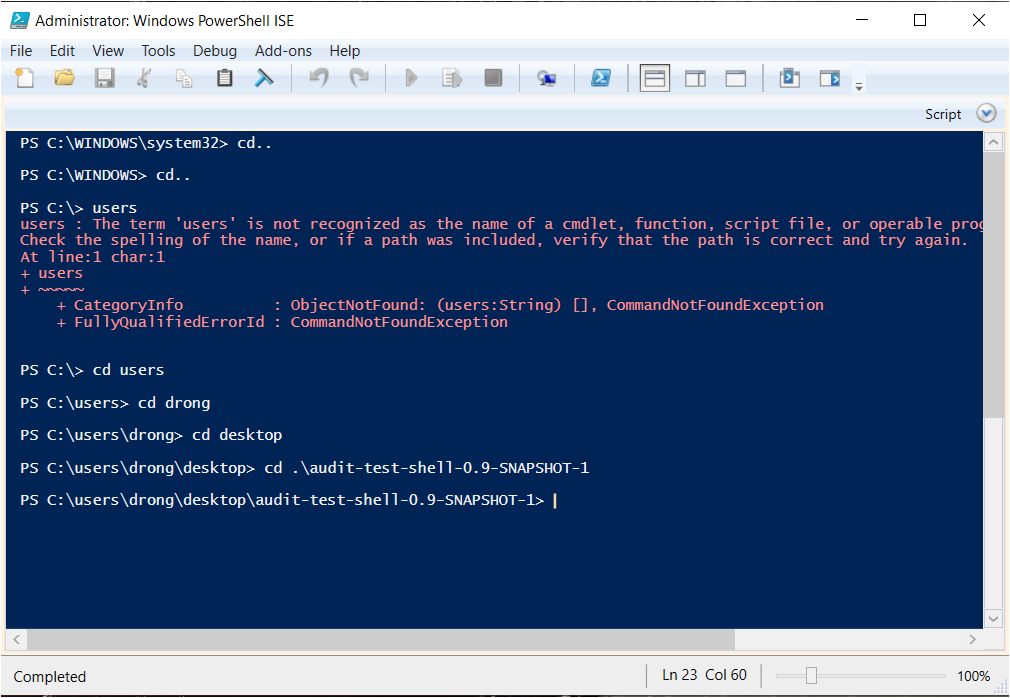 Administrator: Windows PowerShell ISE
File Edit View Tools Debug Add-ons Help
Script
PS C:\WINDOWS\system32> cd..
PS C:\WINDOWS> cd..
PS C:\> users
users : The term 'users' is not recognized as the name of a cmdlet, function, script file, or operable prog
Check the spelling of the name, or if a path was included, verify that the path is correct and try again.
At line:1 char:1
+ users
+ ~~~~~
    + CategoryInfo          : ObjectNotFound: (users:String) [], CommandNotFoundException
    + FullyQualifiedErrorId : CommandNotFoundException
PS C:\> cd users
PS C:\users> cd drong
PS C:\users\drong> cd desktop
PS C:\users\drong\desktop> cd .\audit-test-shell-0.9-SNAPSHOT-1
PS C:\users\drong\desktop\audit-test-shell-0.9-SNAPSHOT-1>
Completed Ln 23 Col 60 100%